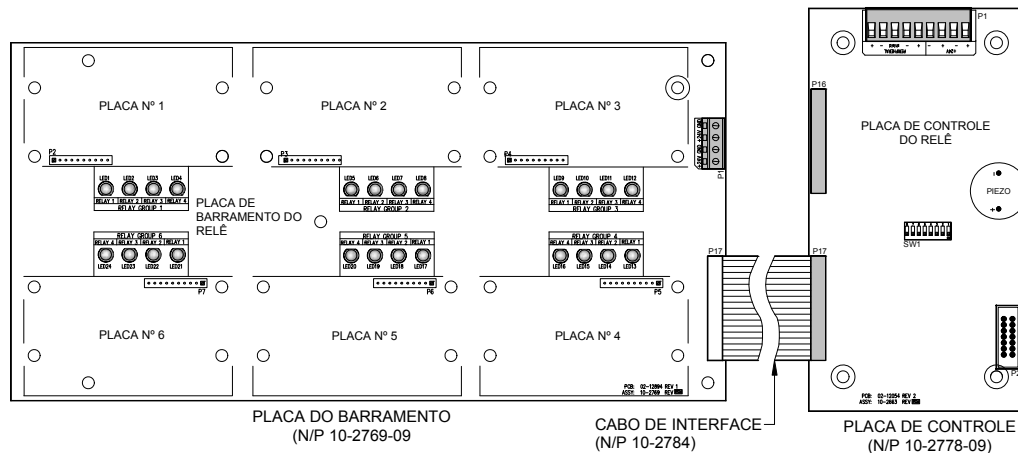 PLACA Nº 1
PLACA Nº 2
PLACA Nº 3
P2
P3
P4
LED1 LED2 LED3 LED4
RELAY 1 RELAY 2 RELAY 3 RELAY 4
RELAY GROUP 1
LED5 LED6 LED7 LED8
RELAY 1 RELAY 2 RELAY 3 RELAY 4
RELAY GROUP 2
LED9 LED10 LED11 LED12
RELAY 1 RELAY 2 RELAY 3 RELAY 4
RELAY GROUP 3
PLACA DE
BARRAMENTO DO
RELÊ
RELAY GROUP 6
RELAY 4 RELAY 3 RELAY 2 RELAY 1
LED24 LED23 LED22 LED21
RELAY GROUP 5
RELAY 4 RELAY 3 RELAY 2 RELAY 1
LED20 LED19 LED18 LED17
RELAY GROUP 4
RELAY 4 RELAY 3 RELAY 2 RELAY 1
LED16 LED15 LED14 LED13
P7
P6
P5
PLACA Nº 6
PLACA Nº 5
PLACA Nº 4
PCB: 02-12694 REV 1
ASSY: 10-2769 REV
+24V GND +24V GND
P1
P17
PLACA DO BARRAMENTO
(N/P 10-2769-09
CABO DE INTERFACE
(N/P 10-2784)
P1
+ - - + - - +
PERIPHERAL
+24V
P16
PLACA DE CONTROLE
DO RELÊ
PIEZO
- +
SW1
P17
P2
PCB: 02-12054 REV 2
ASSY: 10-2663 REV
PLACA DE CONTROLE
(N/P 10-2778-09)